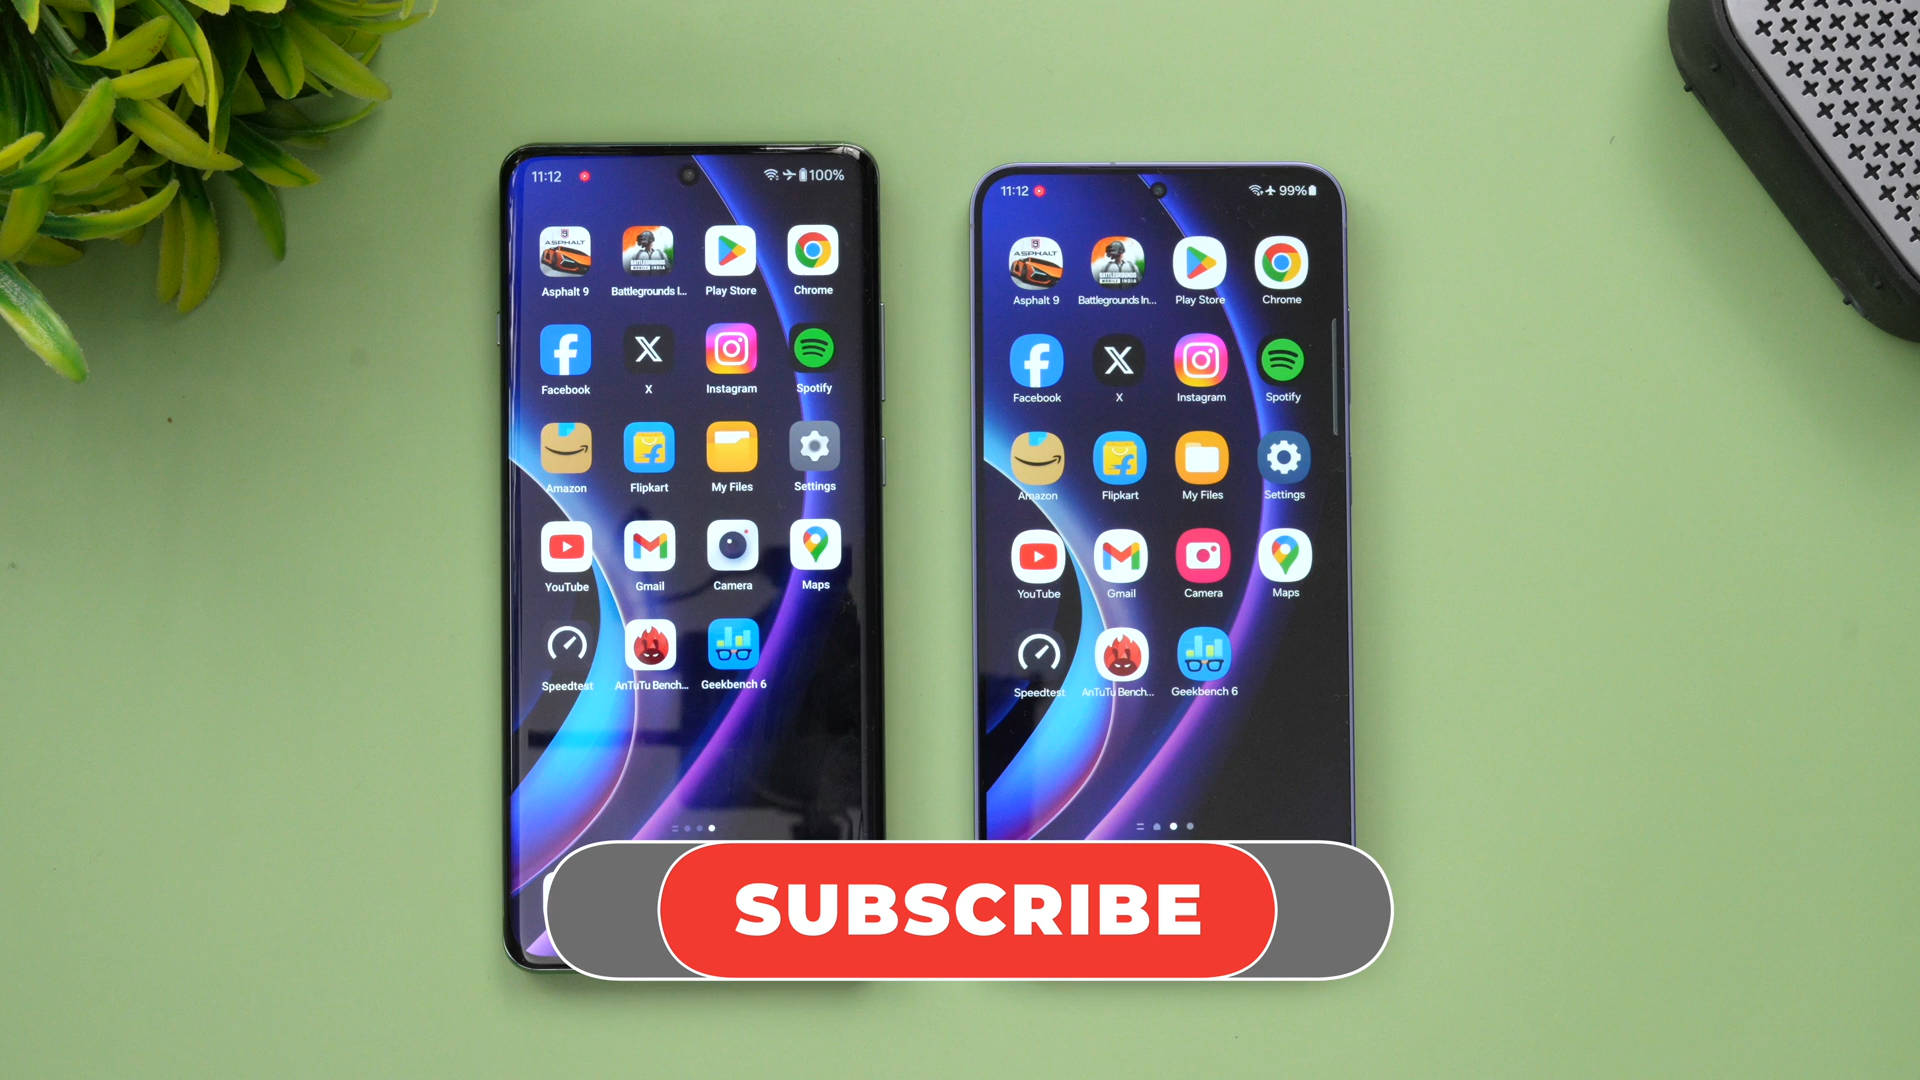 11:12
100%
ASPHALT
Asphalt 9
Battlegrounds I...
Play Store
Chrome
Facebook
X
Instagram
Spotify
Amazon
Flipkart
My Files
Settings
YouTube
Gmail
Camera
Maps
Speedtest
AnTuTu Bench...
Geekbench 6
11:12
99%
ASPHALT
Asphalt 9
Battlegrounds In...
Play Store
Chrome
Facebook
X
Instagram
Spotify
Amazon
Flipkart
My Files
Settings
YouTube
Gmail
Camera
Maps
Speedtest
AnTuTu Bench...
Geekbench 6
SUBSCRIBE